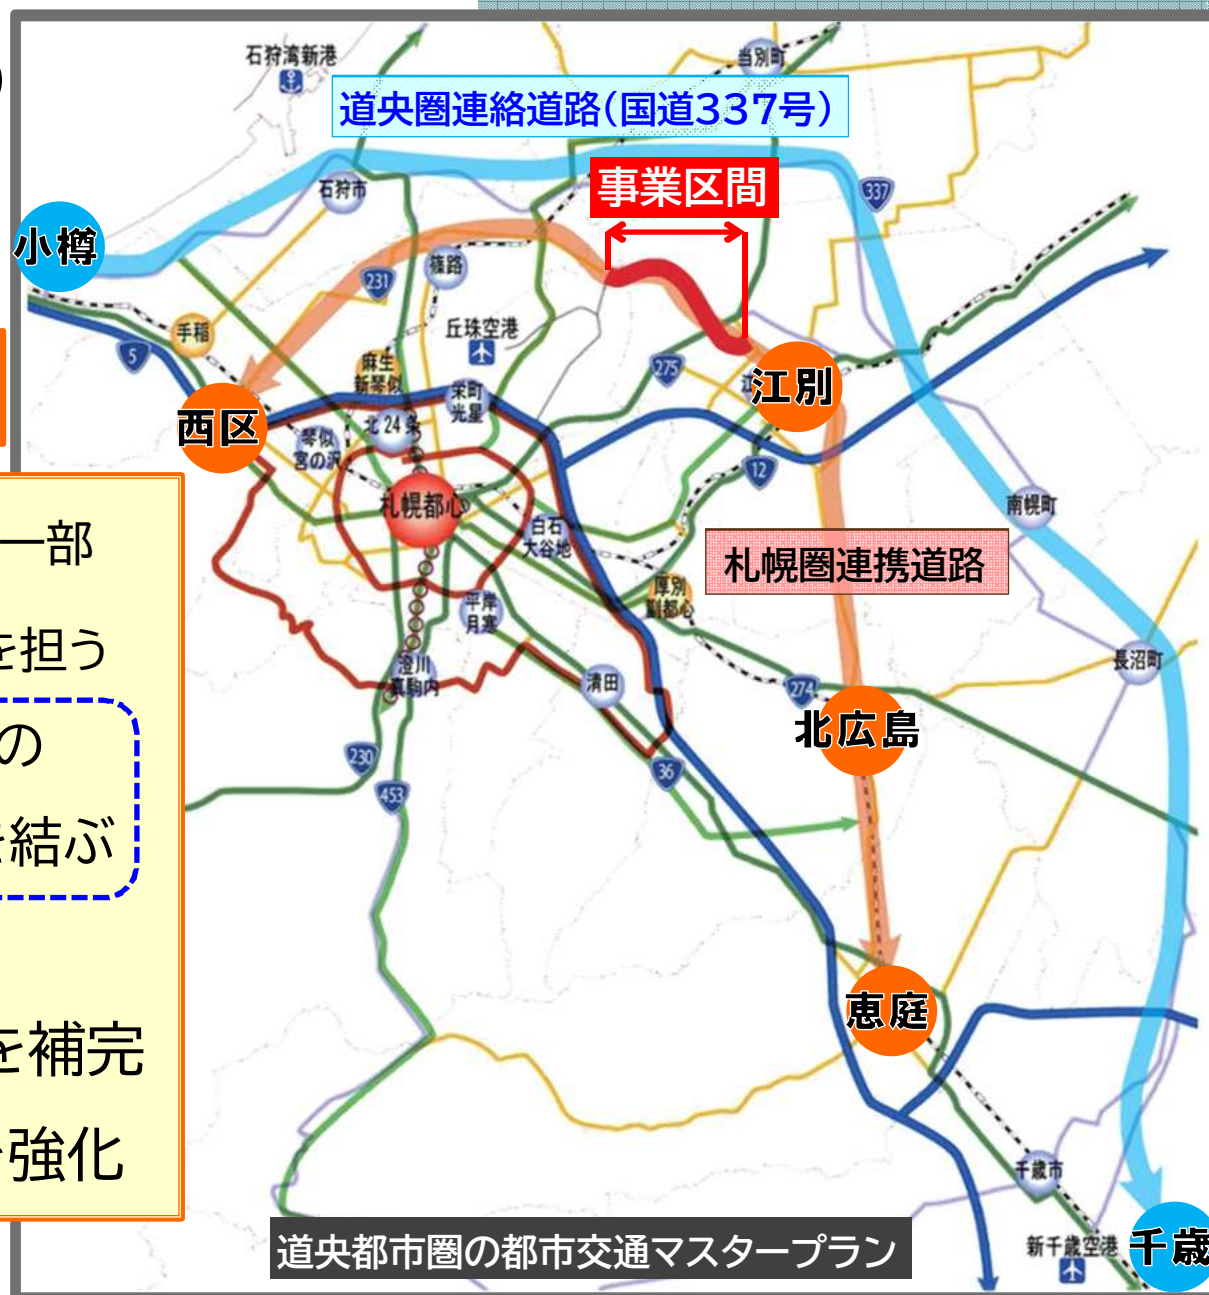 石狩湾新港
当別町
道央圏連絡道路(国道337号)
事業区間
石狩市
337
小樽
篠路
231
手稲
丘珠空港
5
麻生
新琴似
275
江別
栄町
光星
西区
北24条
琴似
宮の沢
12
札幌都心
南幌町
白石
大谷地
一部
札幌圏連携道路
厚別
副都心
平岸
月寒
を担う
澄川
真駒内
清田
長沼町
274
の
北広島
230
36
453
を結ぶ
恵庭
を補完
強化
千歳市
道央都市圏の都市交通マスタープラン
新千歳空港
千歳